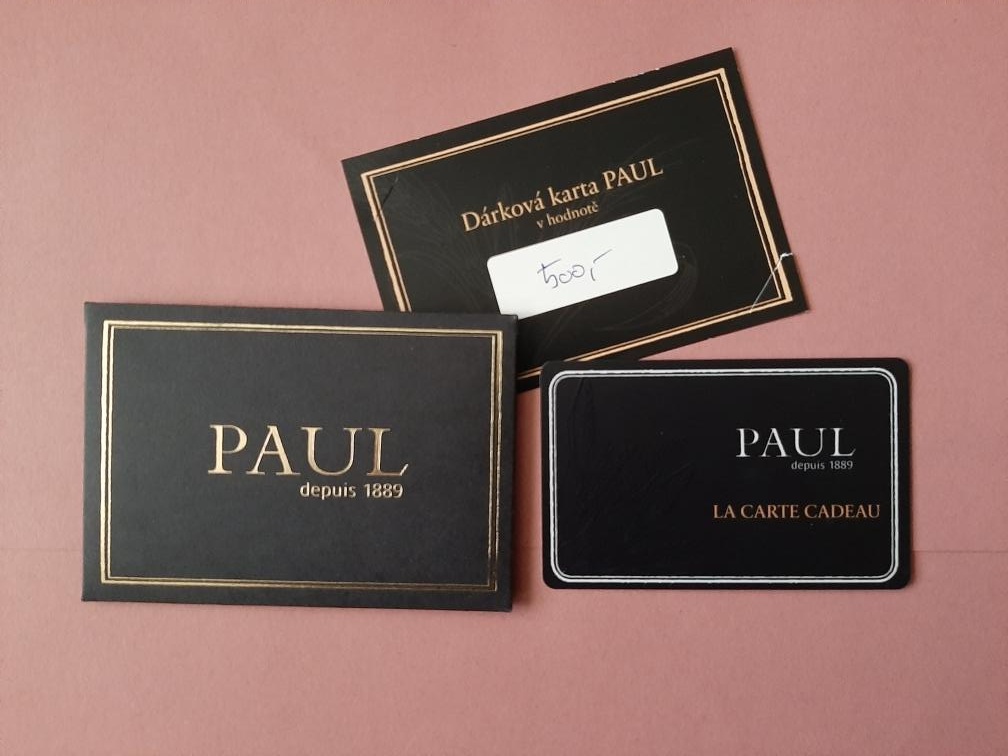 Dárková karta PAUL
v hodnotě
500,-
PAUL
depuis 1889
PAUL
depuis 1889
LA CARTE CADEAU